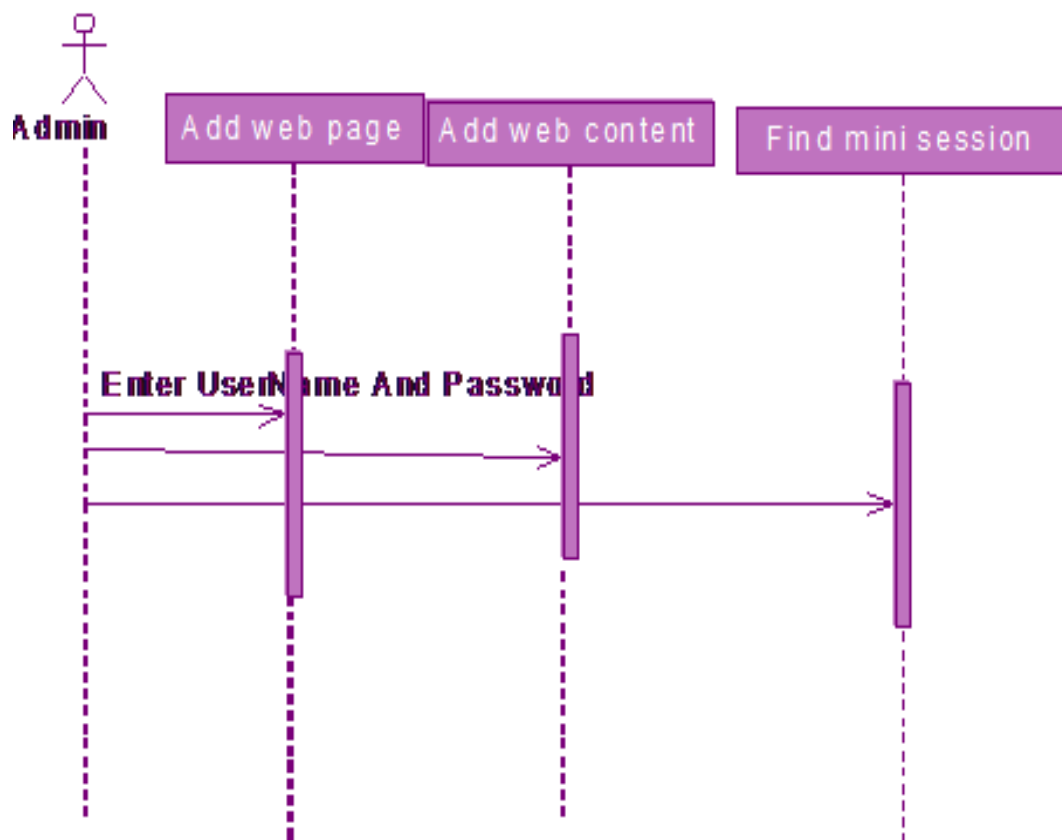 Admin
Add web page
Add web content
Find mini session
Enter UserName And Password